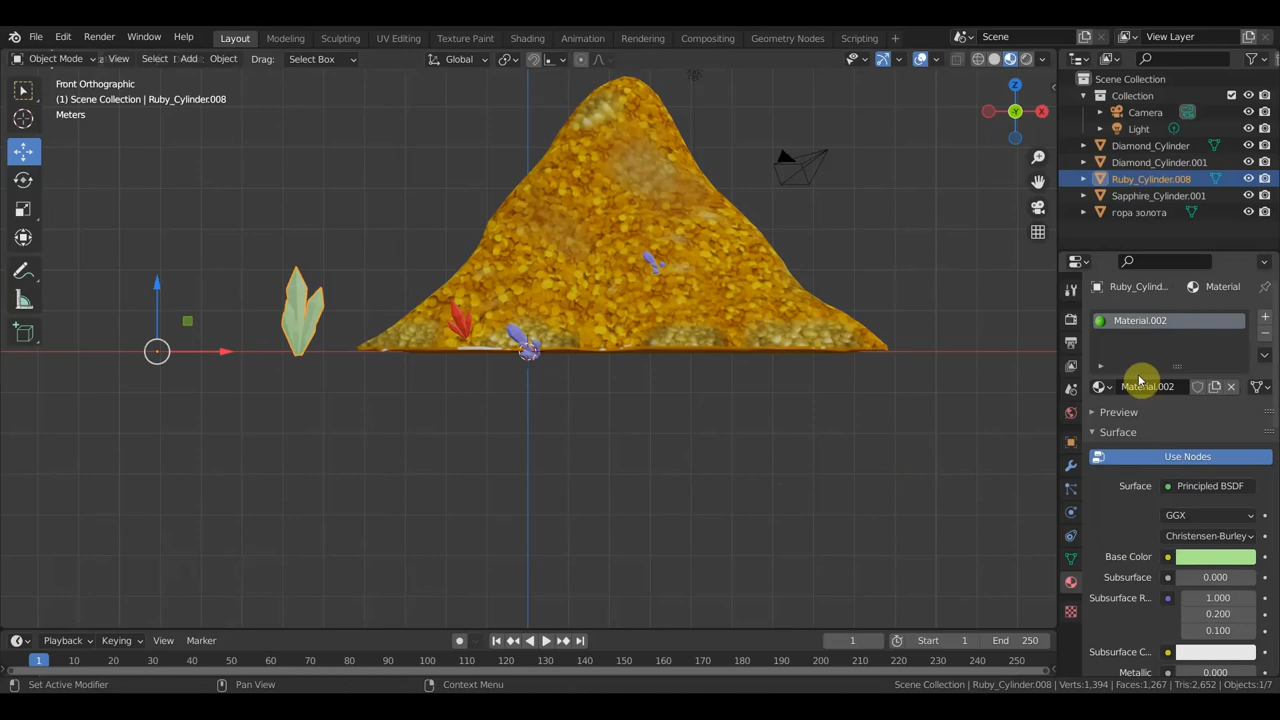 File Edit Render Window Help Layout Modeling Sculpting UV Editing Texture Paint Shading Animation Rendering Compositing Geometry Nodes Scripting + Scene View Layer
Object Mode View Select Add Object Drag: Select Box Global
Front Orthographic
(1) Scene Collection | Ruby_Cylinder.008
Meters
Z
X
-Y
Scene Collection
Collection
Camera
Light
Diamond_Cylinder
Diamond_Cylinder.001
Ruby_Cylinder.008
Sapphire_Cylinder.001
гора золота
Ruby_Cylind... Material
Material.002
Material.002
Preview
Surface
Use Nodes
Surface Principled BSDF
GGX
Christensen-Burley
Base Color
Subsurface 0.000
Subsurface R... 1.000
0.200
0.100
Subsurface C...
Metallic 0.000
Playback Keying View Marker 1 Start 1 End 250
1 10 20 30 40 50 60 70 80 90 100 110 120 130 140 150 160 170 180 190 200 210 220 230 240 250
Set Active Modifier Pan View Context Menu Scene Collection | Ruby_Cylinder.008 | Verts:1,394 | Faces:1,267 | Tris:2,652 | Objects:1/7